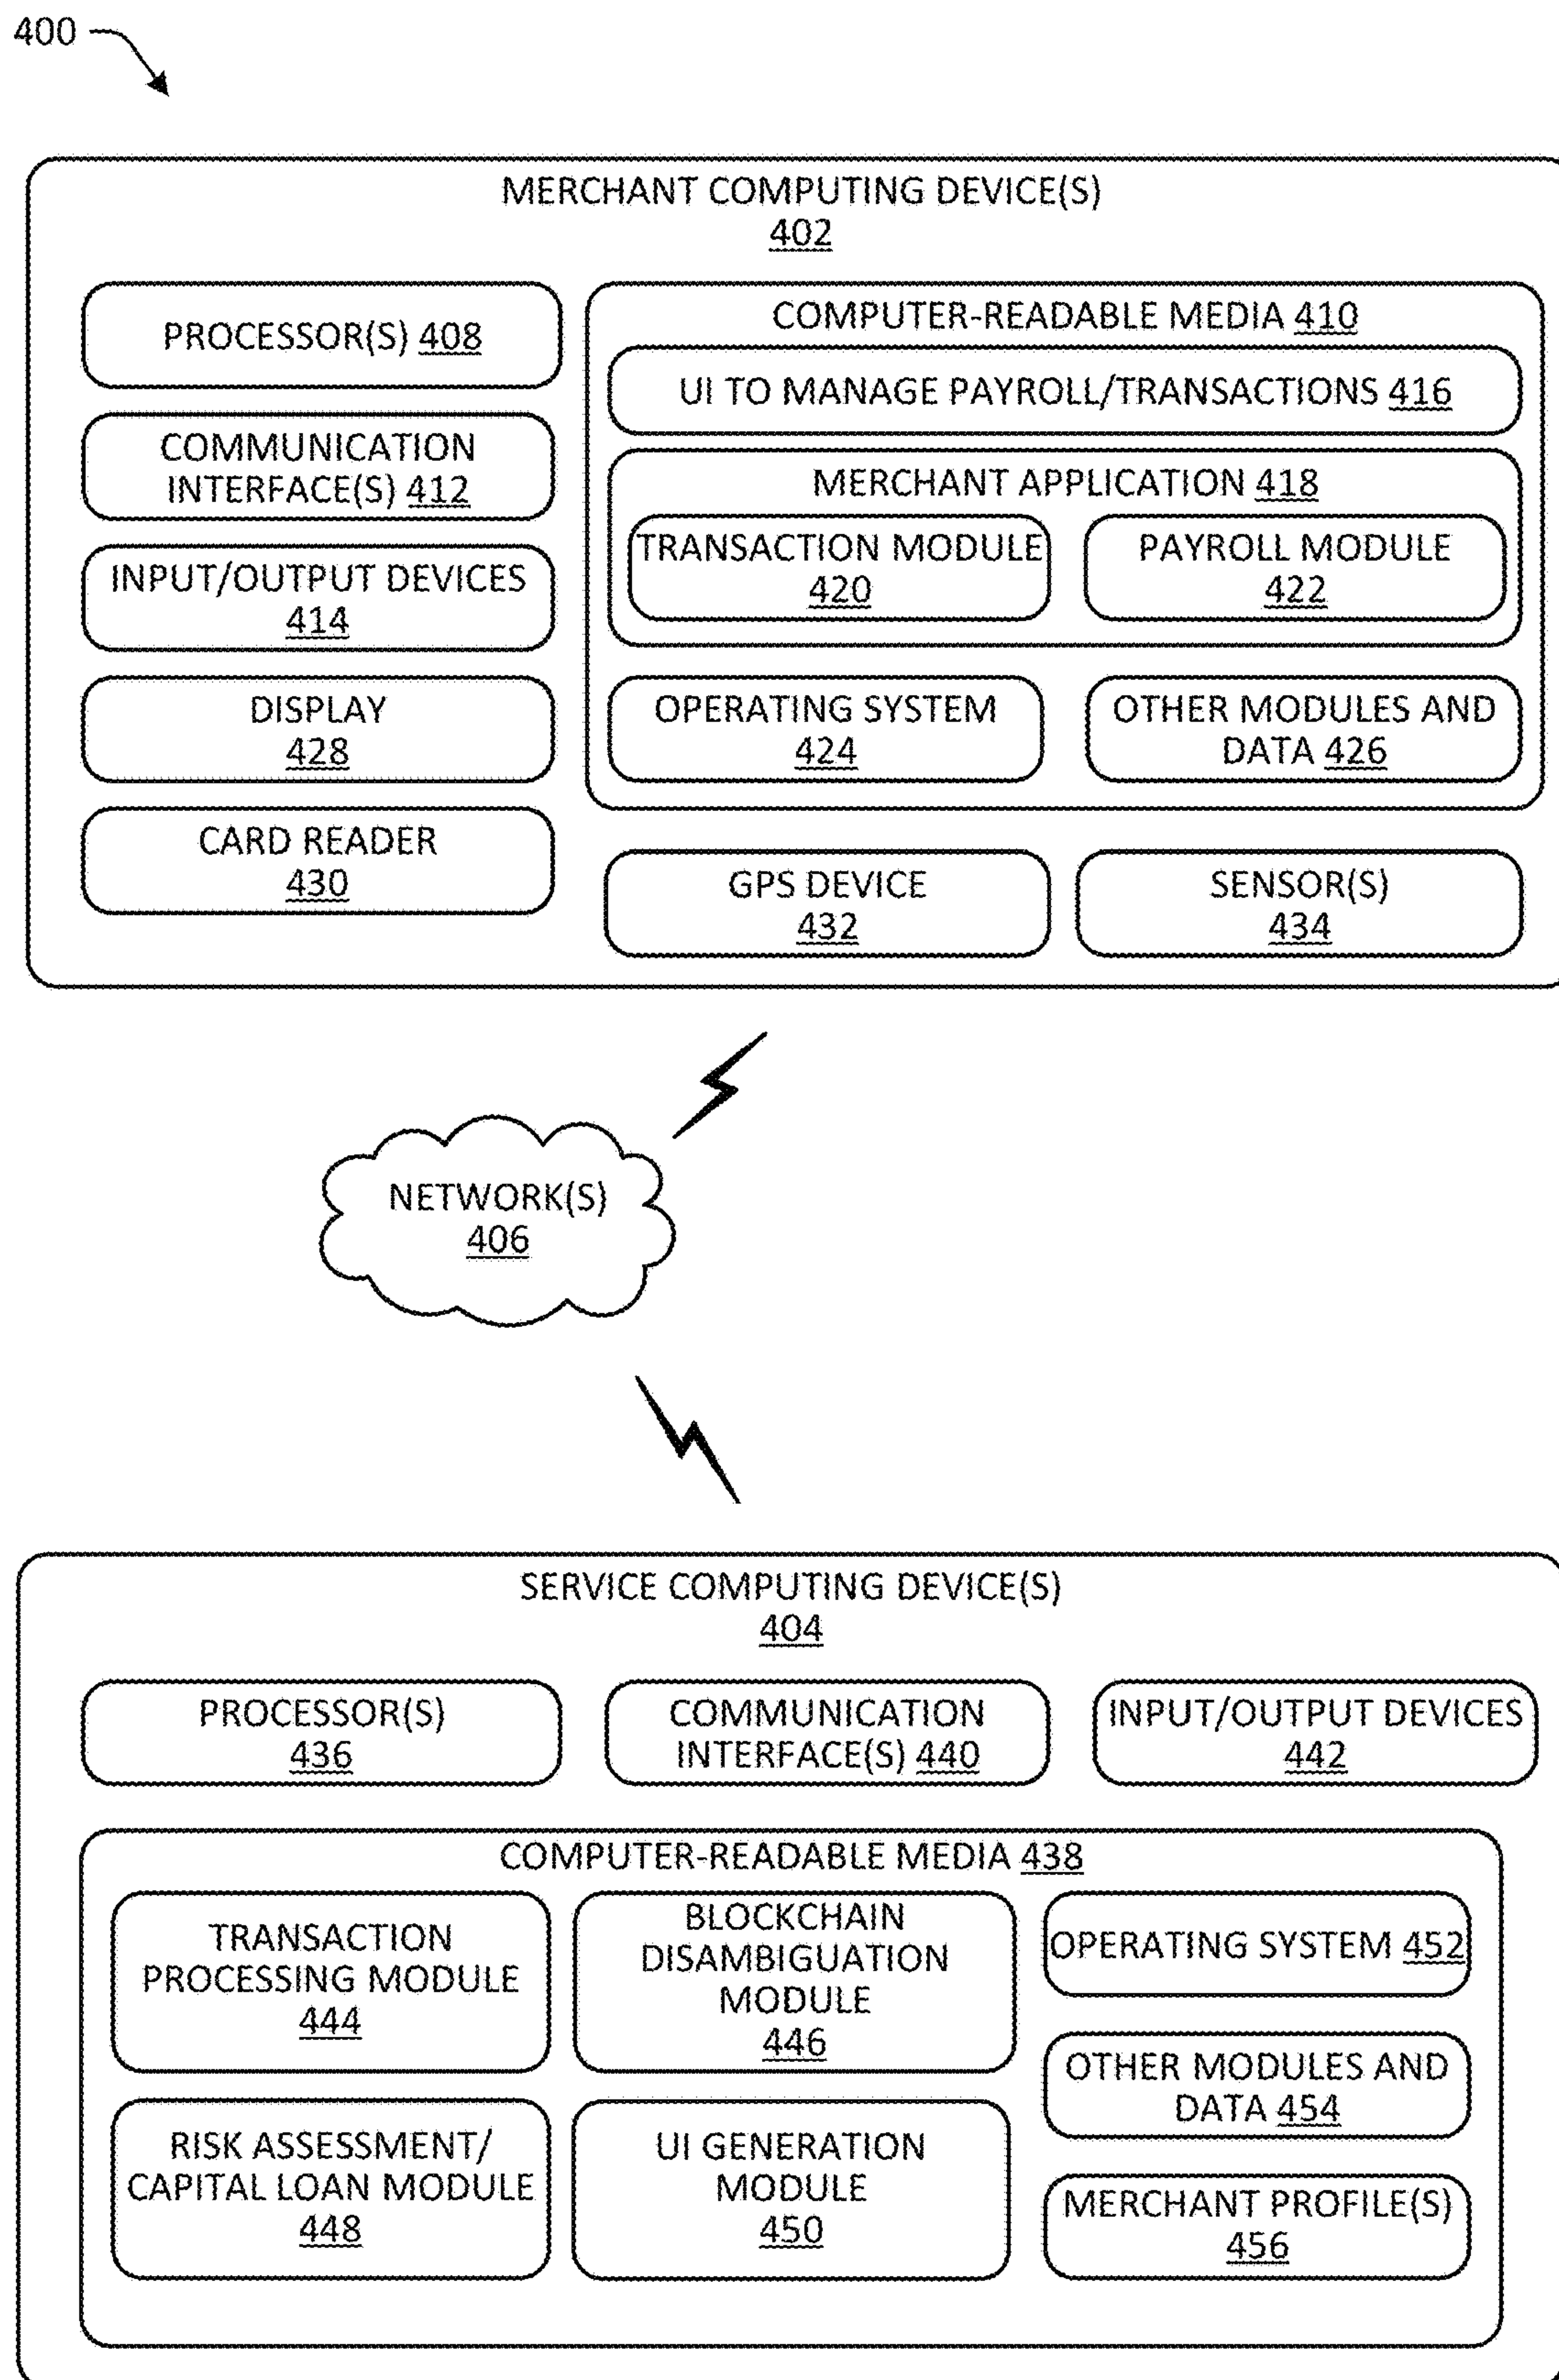 400
MERCHANT COMPUTING DEVICE(S)
402
PROCESSOR(S) 408
COMMUNICATION
INTERFACE(S) 412
INPUT/OUTPUT DEVICES
414
DISPLAY
428
CARD READER
430
COMPUTER-READABLE MEDIA 410
UI TO MANAGE PAYROLL/TRANSACTIONS 416
MERCHANT APPLICATION 418
TRANSACTION MODULE
420
PAYROLL MODULE
422
OPERATING SYSTEM
424
OTHER MODULES AND
DATA 426
GPS DEVICE
432
SENSOR(S)
434
NETWORK(S)
406
SERVICE COMPUTING DEVICE(S)
404
PROCESSOR(S)
436
COMMUNICATION
INTERFACE(S) 440
INPUT/OUTPUT DEVICES
442
COMPUTER-READABLE MEDIA 438
TRANSACTION
PROCESSING MODULE
444
BLOCKCHAIN
DISAMBIGUATION
MODULE
446
OPERATING SYSTEM 452
OTHER MODULES AND
DATA 454
RISK ASSESSMENT/
CAPITAL LOAN MODULE
448
UI GENERATION
MODULE
450
MERCHANT PROFILE(S)
456